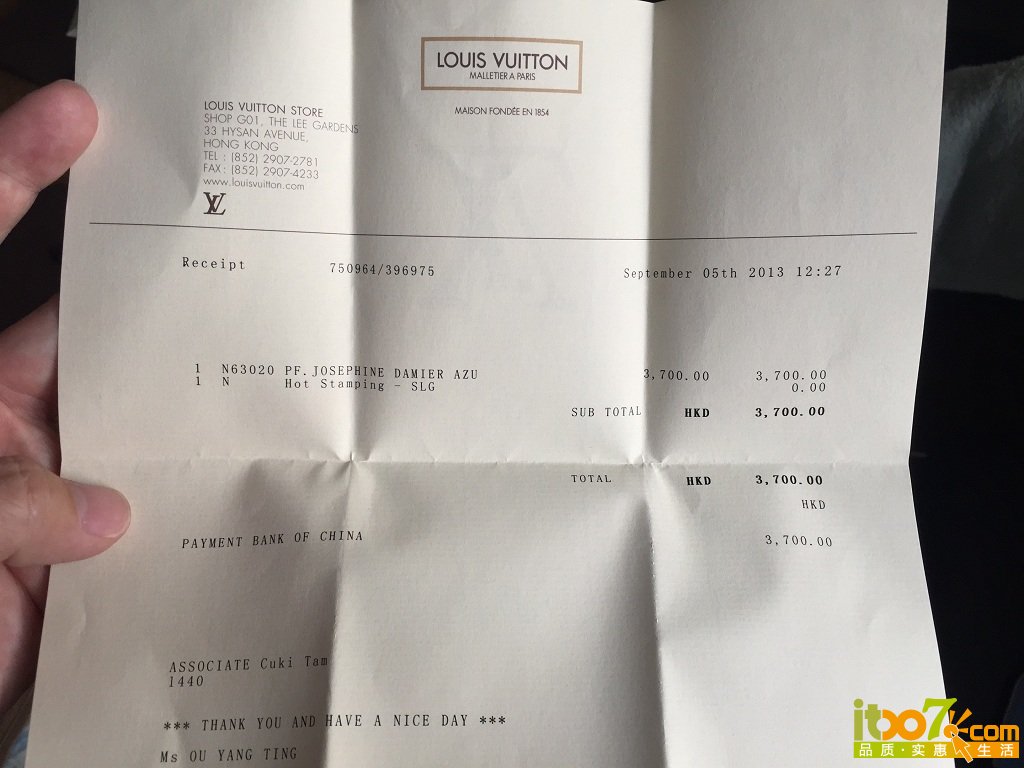 LOUIS VUITTON
MALLETIER A PARIS
MAISON FONDÉE EN 1854
LOUIS VUITTON STORE
SHOP G01, THE LEE GARDENS
33 HYSAN AVENUE,
HONG KONG
TEL : (852) 2907-2781
FAX : (852) 2907-4233
www.louisvuitton.com
LV
Receipt 750964/396975 September 05th 2013 12:27
1 N63020 PF.JOSEPHINE DAMIER AZU 3,700.00 3,700.00
1 N Hot Stamping - SLG 0.00
SUB TOTAL HKD 3,700.00
TOTAL HKD 3,700.00
HKD
PAYMENT BANK OF CHINA 3,700.00
ASSOCIATE Cuki Tam
1440
*** THANK YOU AND HAVE A NICE DAY ***
Ms OU YANG TING
itoo7.com
品质·实惠 生活